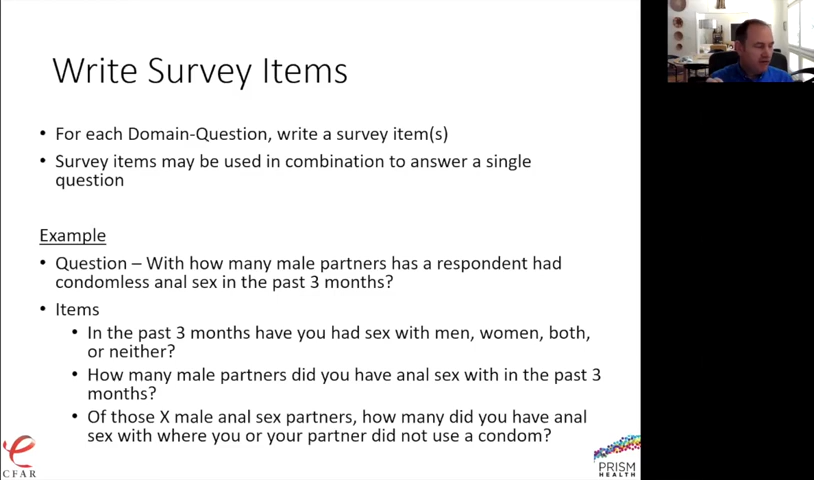 Write Survey Items
• For each Domain-Question, write a survey item(s)
• Survey items may be used in combination to answer a single
question
Example
• Question – With how many male partners has a respondent had
condomless anal sex in the past 3 months?
• Items
• In the past 3 months have you had sex with men, women, both,
or neither?
• How many male partners did you have anal sex with in the past 3
months?
• Of those X male anal sex partners, how many did you have anal
sex with where you or your partner did not use a condom?
CFAR
PRISM
HEALTH